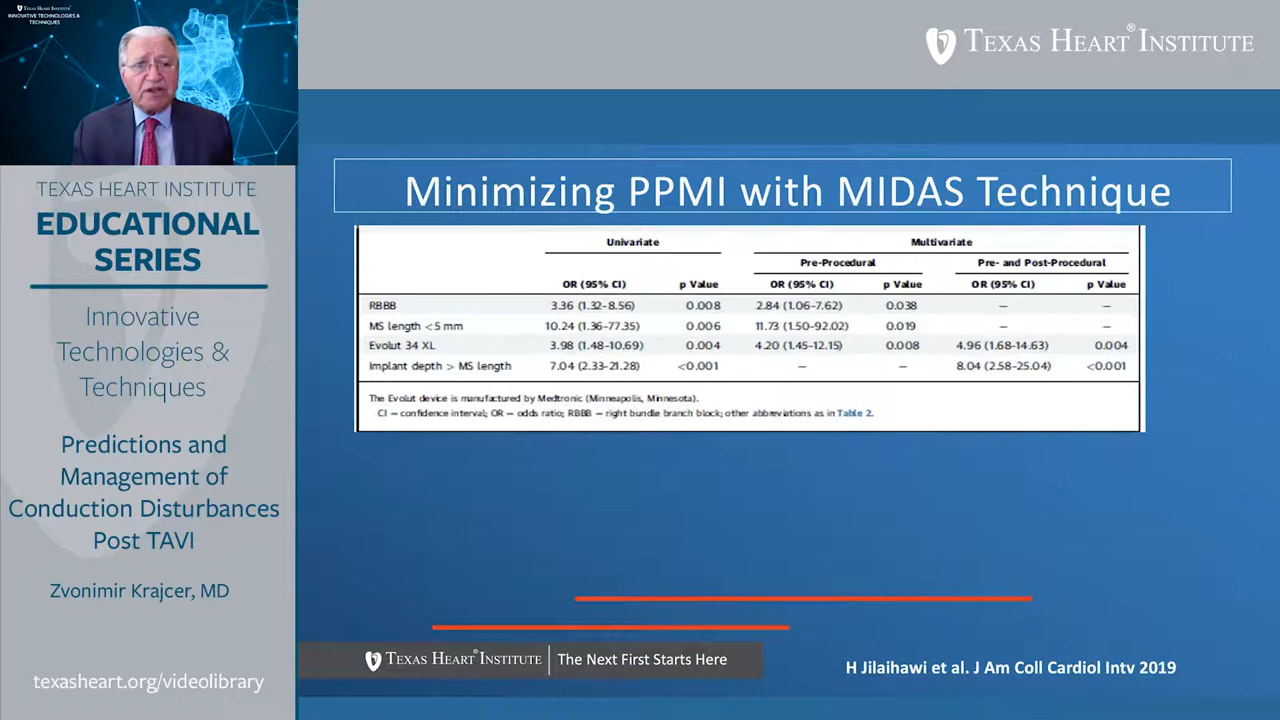 TEXAS HEART INSTITUTE
INNOVATIVE TECHNOLOGIES &
TECHNIQUES
TEXAS HEART INSTITUTE
EDUCATIONAL
SERIES
Innovative
Technologies &
Techniques
Predictions and
Management of
Conduction Disturbances
Post TAVI
Zvonimir Krajcer, MD
texasheart.org/videolibrary
TEXAS HEART® INSTITUTE
Minimizing PPMI with MIDAS Technique
Univariate Multivariate
Pre-Procedural Pre- and Post-Procedural
OR (95% CI) p Value OR (95% CI) p Value OR (95% CI) p Value
RBBB 3.36 (1.32–8.56) 0.008 2.84 (1.06–7.62) 0.038 — —
MS length <5 mm 10.24 (1.36–77.35) 0.006 11.73 (1.50–92.02) 0.019 — —
Evolut 34 XL 3.98 (1.48–10.69) 0.004 4.20 (1.45–12.15) 0.008 4.96 (1.68–14.63) 0.004
Implant depth > MS length 7.04 (2.33–21.28) <0.001 — — 8.04 (2.58–25.04) <0.001
The Evolut device is manufactured by Medtronic (Minneapolis, Minnesota).
CI = confidence interval; OR = odds ratio; RBBB = right bundle branch block; other abbreviations as in Table 2.
TEXAS HEART® INSTITUTE | The Next First Starts Here
H Jilaihawi et al. J Am Coll Cardiol Intv 2019